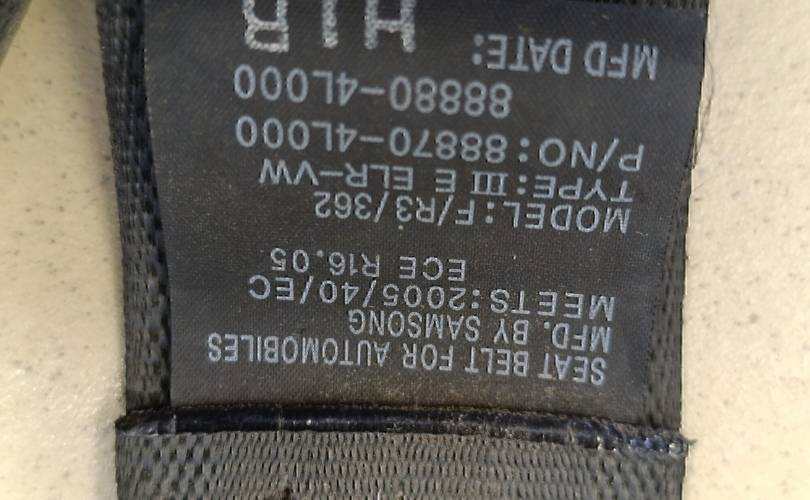 SEAT BELT FOR AUTOMOBILES
MFD. BY SAMSONG
MEETS:2005/40/EC
ECE R16.05
MODEL:F/R3/362
TYPE:III E ELR-VW
P/NO:88870-4L000
88880-4L000
MFD DATE: